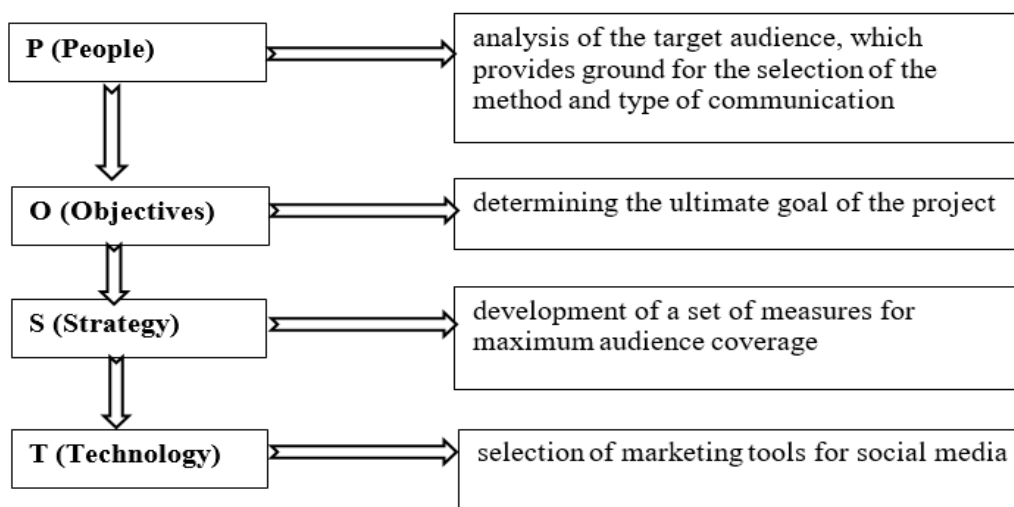 P (People)
analysis of the target audience, which
provides ground for the selection of the
method and type of communication
O (Objectives)
determining the ultimate goal of the project
S (Strategy)
development of a set of measures for
maximum audience coverage
T (Technology)
selection of marketing tools for social media